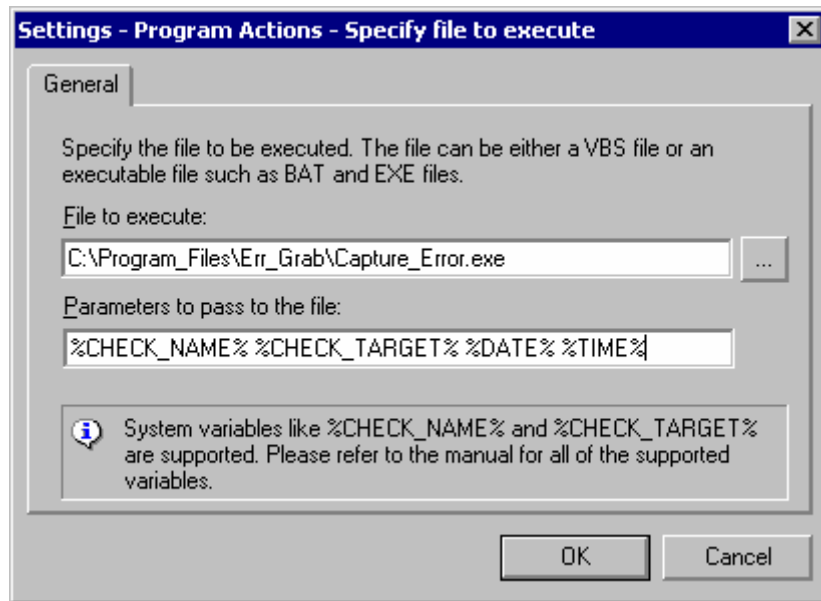 Settings - Program Actions - Specify file to execute
General
Specify the file to be executed. The file can be either a VBS file or an
executable file such as BAT and EXE files.
File to execute:
C:\Program_Files\Err_Grab\Capture_Error.exe
...
Parameters to pass to the file:
%CHECK_NAME% %CHECK_TARGET% %DATE% %TIME%
System variables like %CHECK_NAME% and %CHECK_TARGET%
are supported. Please refer to the manual for all of the supported
variables.
OK Cancel